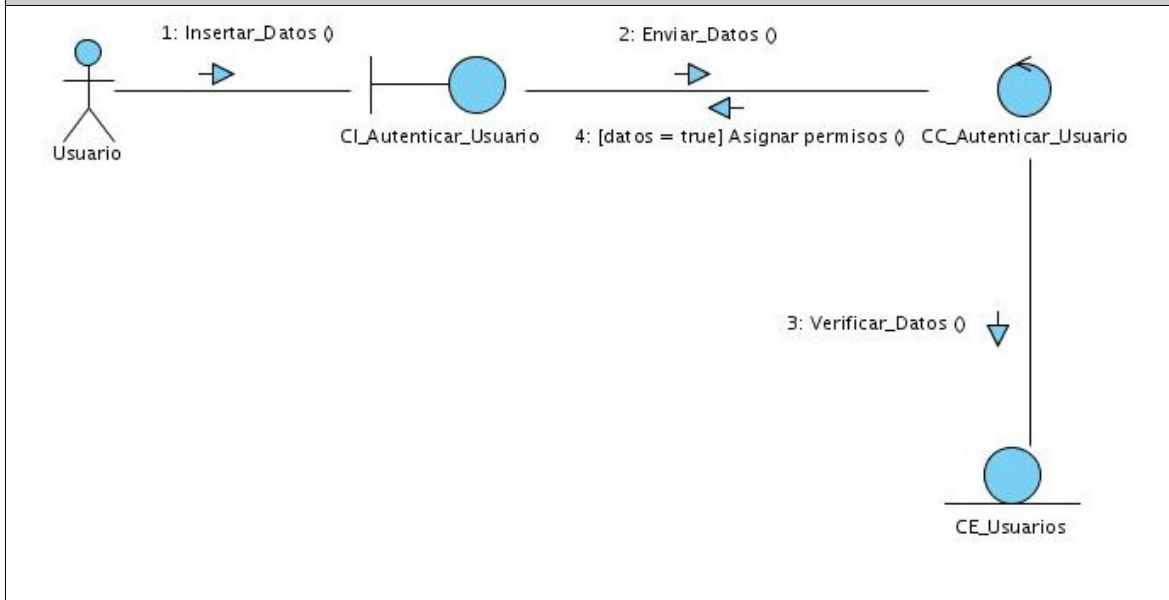 1: Insertar_Datos ()
2: Enviar_Datos ()
Usuario
CI_Autenticar_Usuario
4: [datos = true] Asignar permisos ()
CC_Autenticar_Usuario
3: Verificar_Datos ()
CE_Usuarios